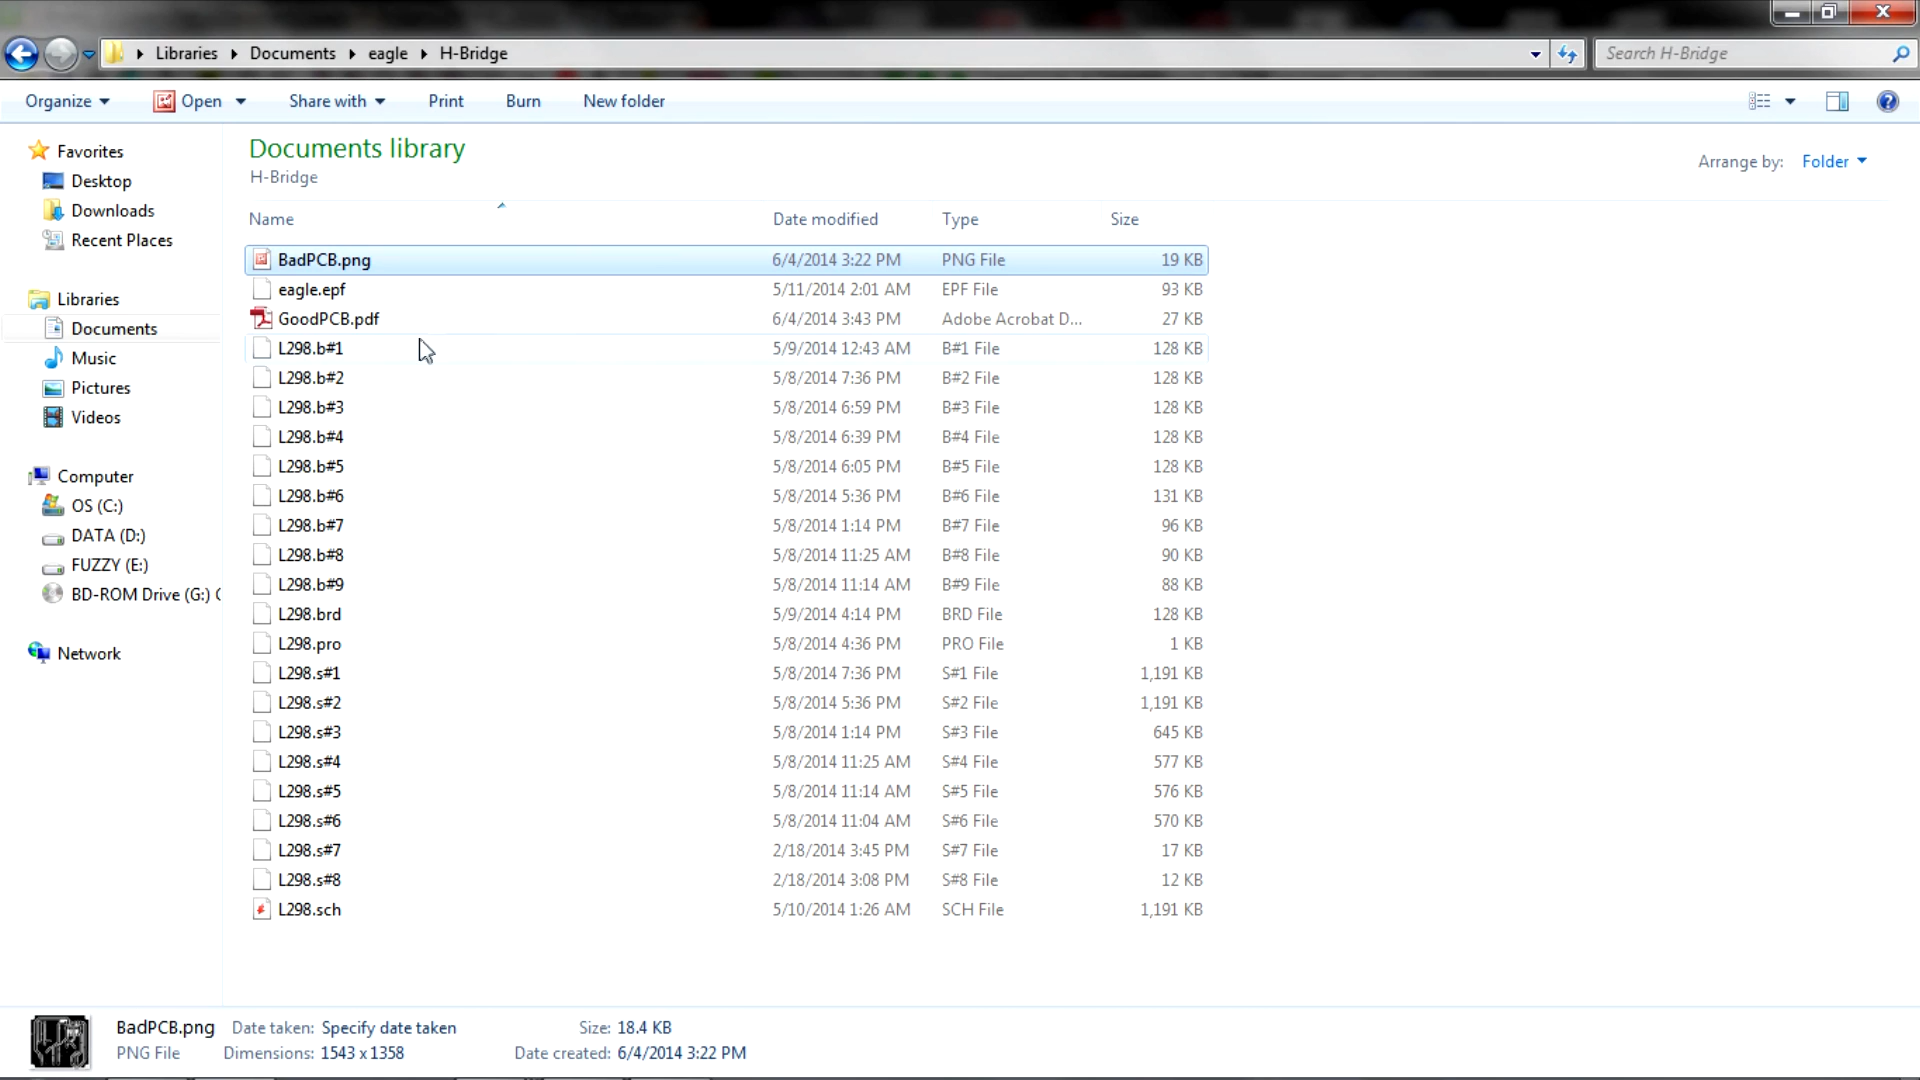 Libraries Documents eagle H-Bridge Search H-Bridge
Organize Open Share with Print Burn New folder
Documents library
H-Bridge
Arrange by: Folder
Favorites
Desktop
Downloads
Recent Places
Libraries
Documents
Music
Pictures
Videos
Computer
OS (C:)
DATA (D:)
FUZZY (E:)
BD-ROM Drive (G:) C
Network
Name Date modified Type Size
BadPCB.png 6/4/2014 3:22 PM PNG File 19 KB
eagle.epf 5/11/2014 2:01 AM EPF File 93 KB
GoodPCB.pdf 6/4/2014 3:43 PM Adobe Acrobat D... 27 KB
L298.b#1 5/9/2014 12:43 AM B#1 File 128 KB
L298.b#2 5/8/2014 7:36 PM B#2 File 128 KB
L298.b#3 5/8/2014 6:59 PM B#3 File 128 KB
L298.b#4 5/8/2014 6:39 PM B#4 File 128 KB
L298.b#5 5/8/2014 6:05 PM B#5 File 128 KB
L298.b#6 5/8/2014 5:36 PM B#6 File 131 KB
L298.b#7 5/8/2014 1:14 PM B#7 File 96 KB
L298.b#8 5/8/2014 11:25 AM B#8 File 90 KB
L298.b#9 5/8/2014 11:14 AM B#9 File 88 KB
L298.brd 5/9/2014 4:14 PM BRD File 128 KB
L298.pro 5/8/2014 4:36 PM PRO File 1 KB
L298.s#1 5/8/2014 7:36 PM S#1 File 1,191 KB
L298.s#2 5/8/2014 5:36 PM S#2 File 1,191 KB
L298.s#3 5/8/2014 1:14 PM S#3 File 645 KB
L298.s#4 5/8/2014 11:25 AM S#4 File 577 KB
L298.s#5 5/8/2014 11:14 AM S#5 File 576 KB
L298.s#6 5/8/2014 11:04 AM S#6 File 570 KB
L298.s#7 2/18/2014 3:45 PM S#7 File 17 KB
L298.s#8 2/18/2014 3:08 PM S#8 File 12 KB
L298.sch 5/10/2014 1:26 AM SCH File 1,191 KB
BadPCB.png Date taken: Specify date taken Size: 18.4 KB
PNG File Dimensions: 1543 x 1358 Date created: 6/4/2014 3:22 PM